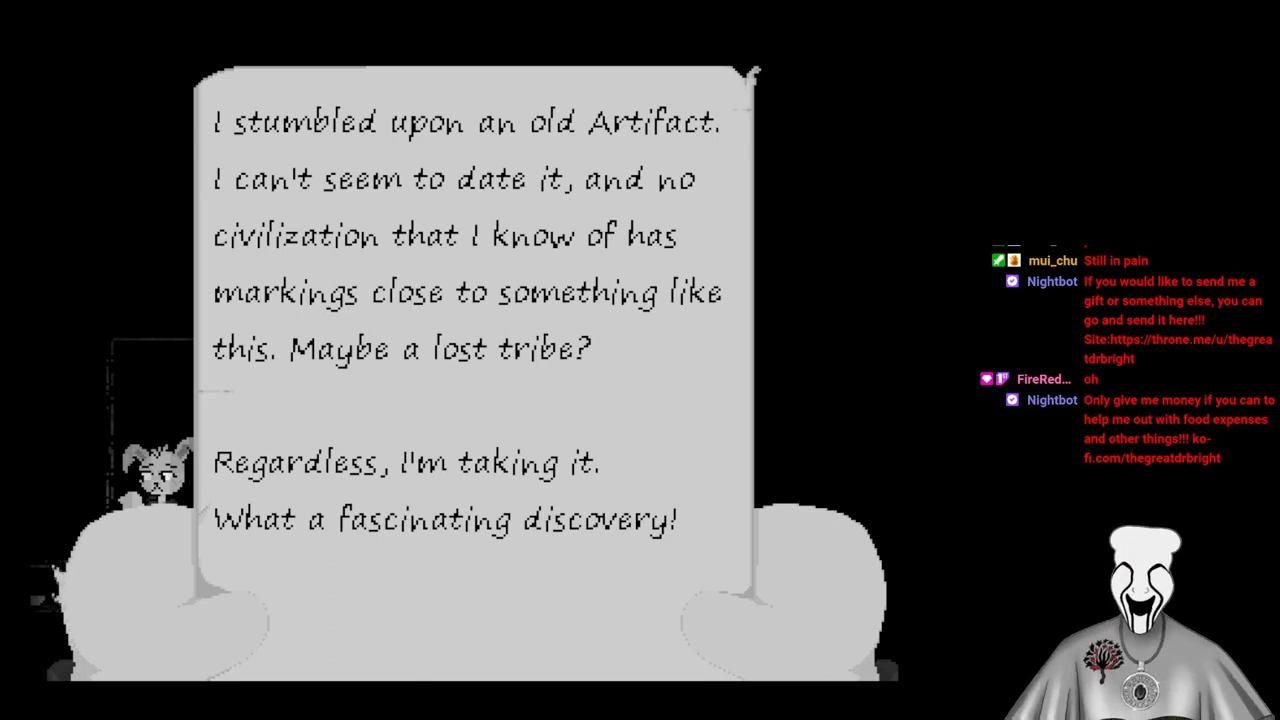 I stumbled upon an old Artifact.
I can't seem to date it, and no
civilization that I know of has
markings close to something like
this. Maybe a lost tribe?
Regardless, I'm taking it.
What a fascinating discovery!
mui_chu Still in pain
Nightbot If you would like to send me a
gift or something else, you can
go and send it here!!!
Site:https://throne.me/u/thegrea
tdrbright
FireRed... oh
Nightbot Only give me money if you can to
help me out with food expenses
and other things!!! ko-
fi.com/thegreatdrbright